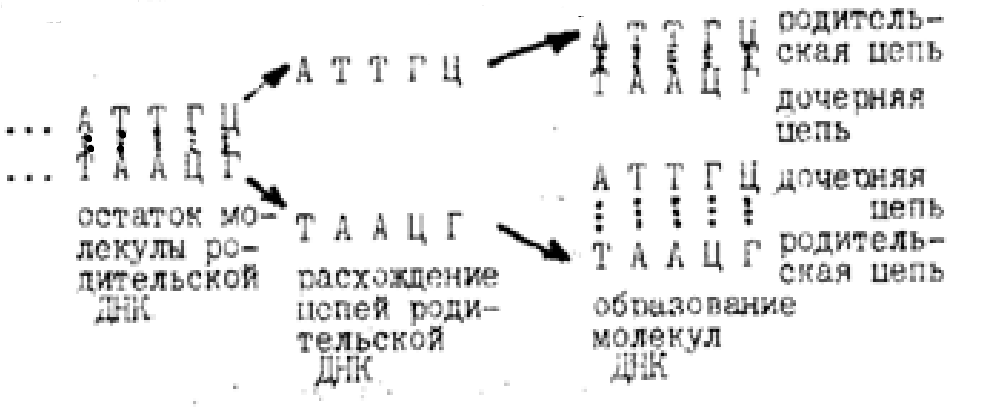 А Т Т Г Ц
родитель-
ская цепь
Т А А Ц Г
дочерняя
цепь
А Т Т Г Ц
... А Т Т Г Ц
... Т А А Ц Г
остаток мо-
лекулы ро-
дительской
ДНК
Т А А Ц Г
расхождение
цепей роди-
тельской
ДНК
А Т Т Г Ц дочерняя
цепь
Т А А Ц Г родитель-
ская цепь
образование
молекул
ДНК